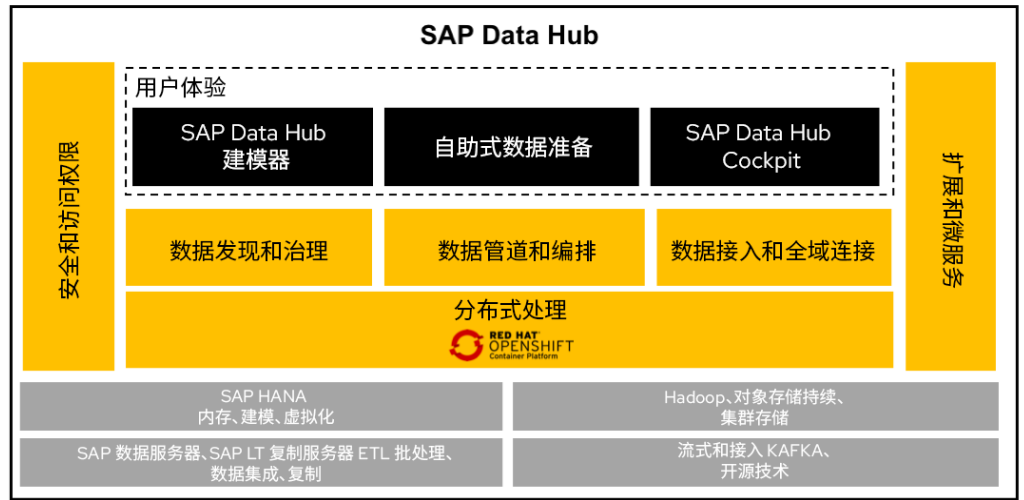 SAP Data Hub
安全和访问权限
用户体验
SAP Data Hub
建模器
自助式数据准备
SAP Data Hub
Cockpit
扩展和微服务
数据发现和治理
数据管道和编排
数据接入和全域连接
分布式处理
RED HAT
OPENSHIFT
Container Platform
SAP HANA
内存、建模、虚拟化
Hadoop、对象存储持续、
集群存储
SAP 数据服务器、SAP LT 复制服务器 ETL 批处理、
数据集成、复制
流式和接入 KAFKA、
开源技术